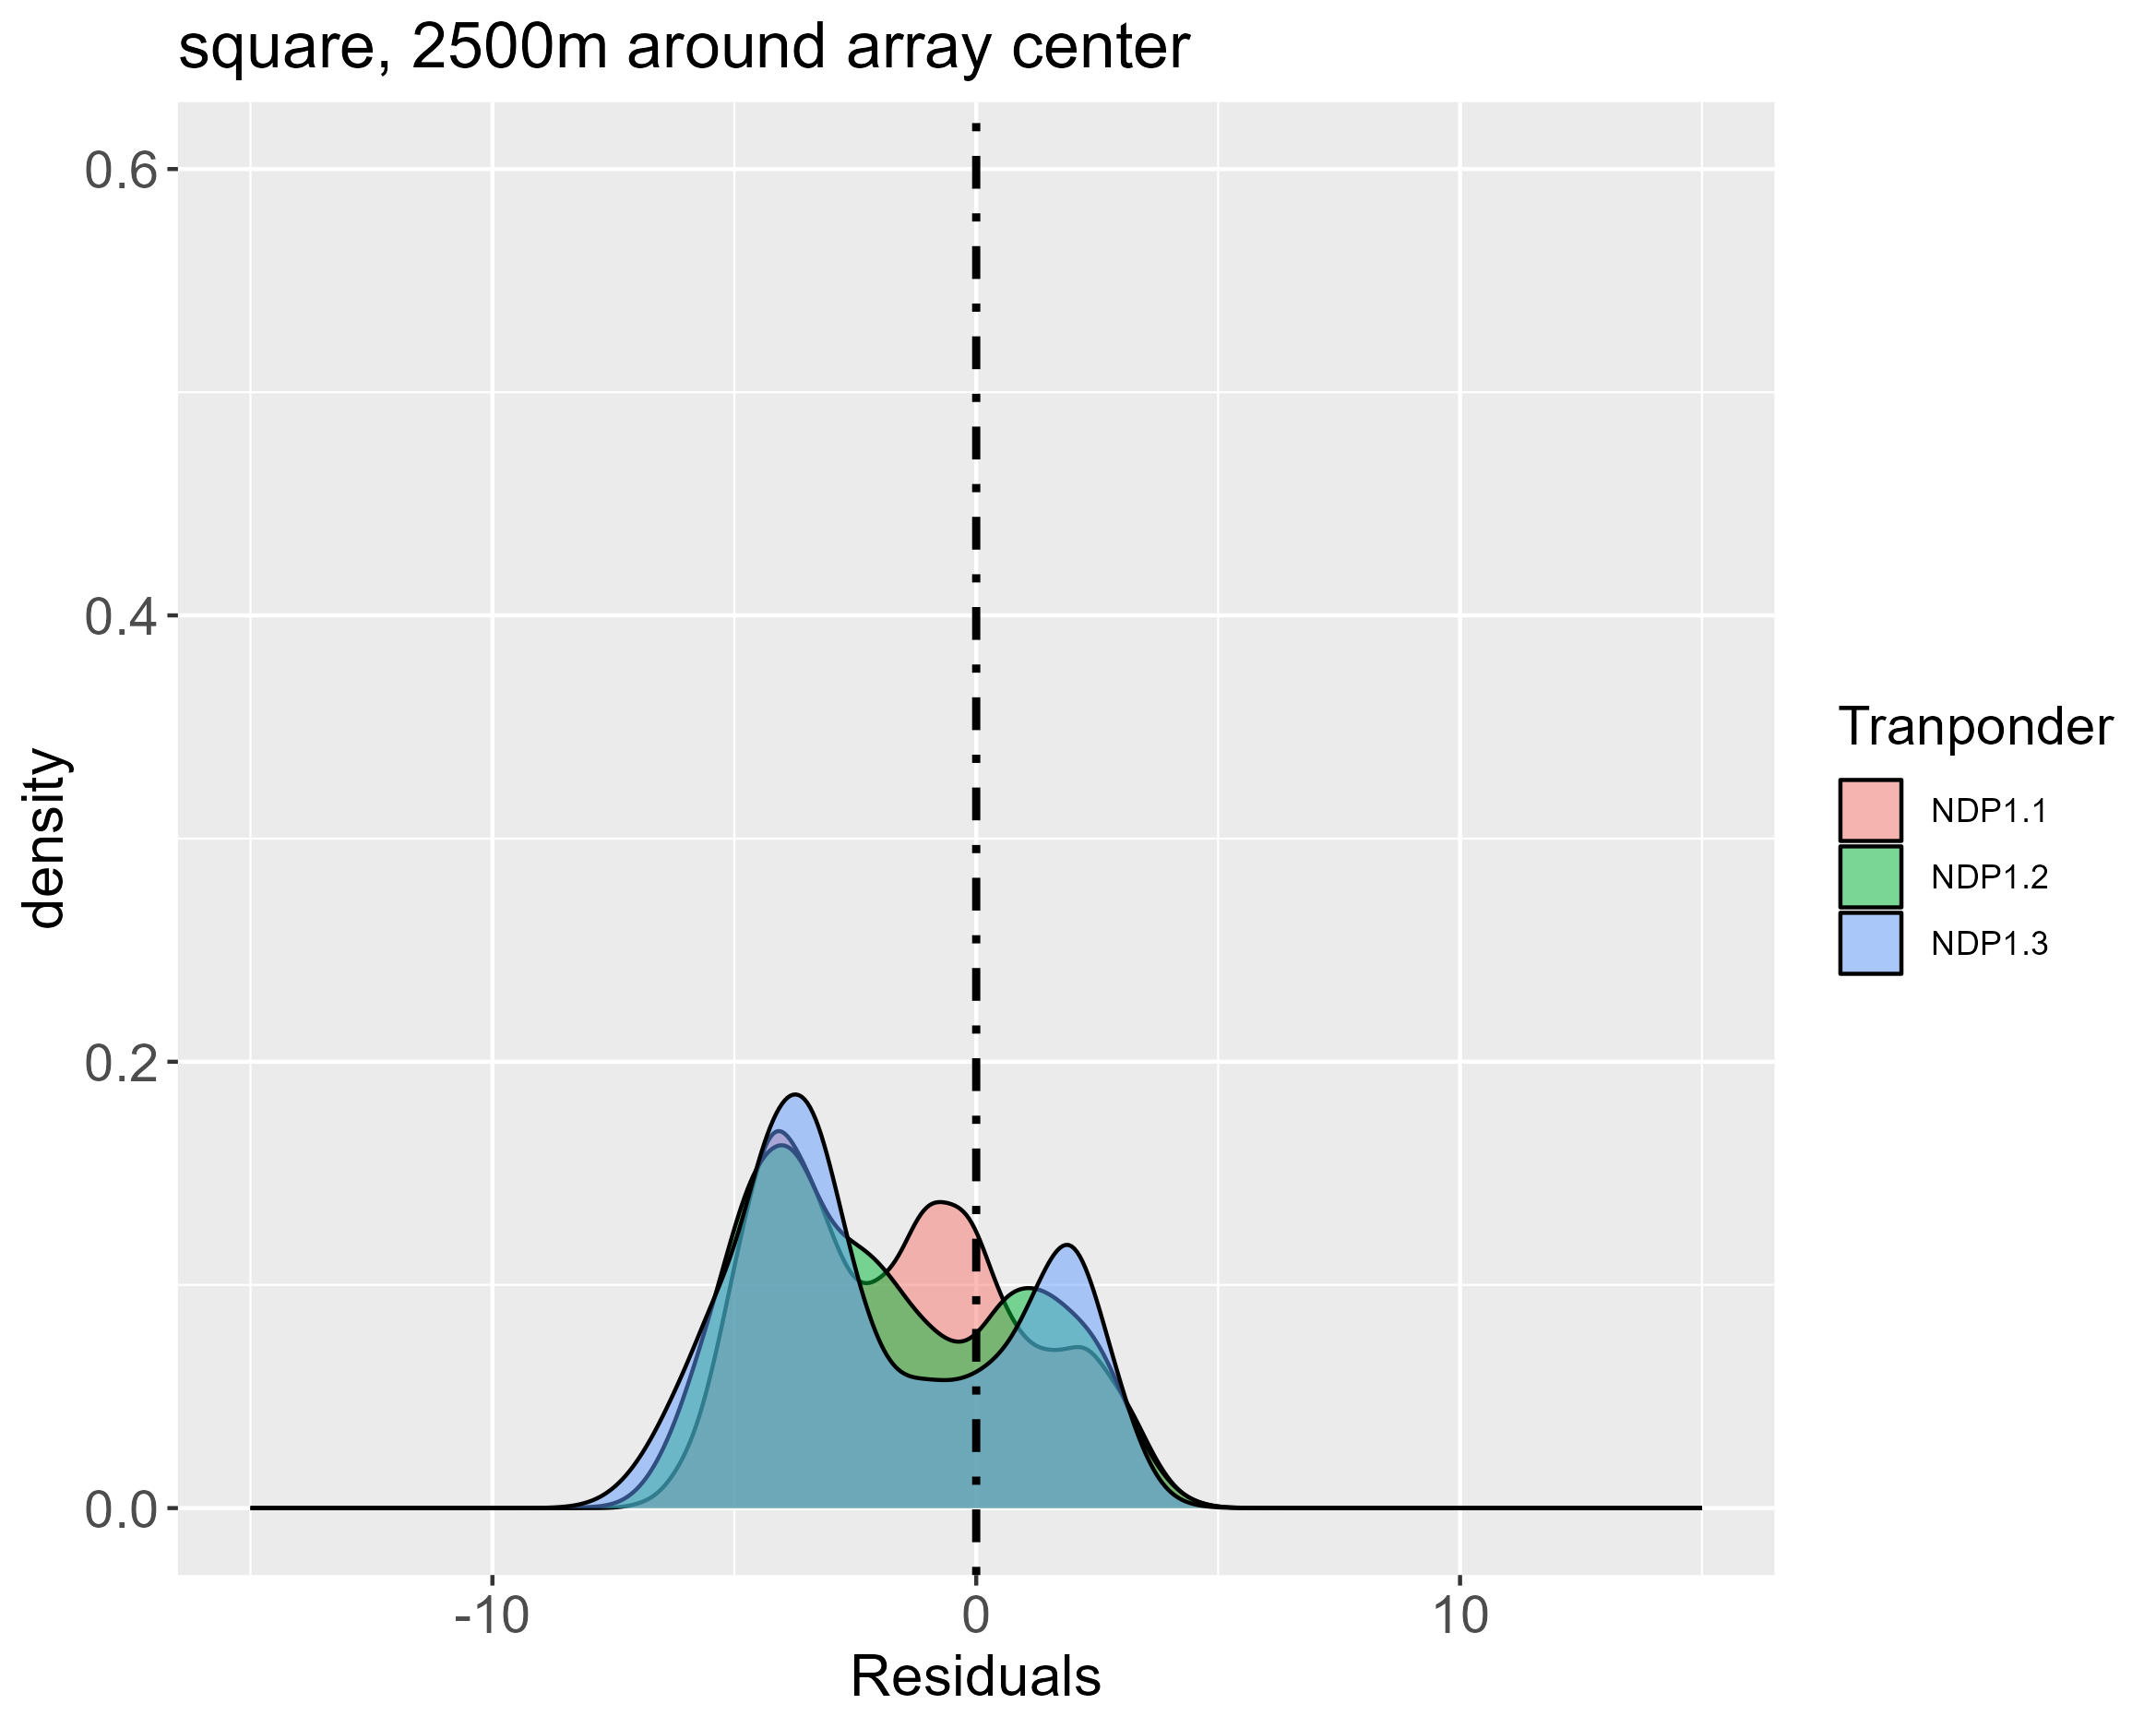 square, 2500m around array center
0.6
0.4
0.2
0.0
density
-10 0 10
Residuals
Tranponder
NDP1.1
NDP1.2
NDP1.3